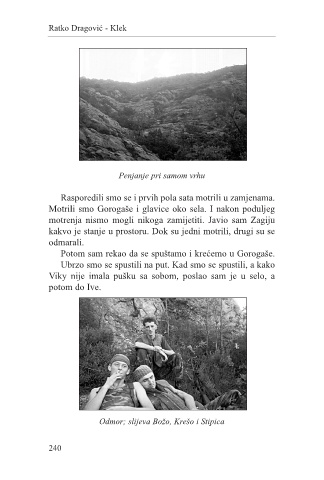 Ratko Dragović - Klek
Penjanje pri samom vrhu
Rasporedili smo se i prvih pola sata motrili u zamjenama.
Motrili smo Gorogaše i glavice oko sela. I nakon poduljeg
motrenja nismo mogli nikoga zamijetiti. Javio sam Zagiju
kakvo je stanje u prostoru. Dok su jedni motrili, drugi su se
odmarali.
Potom sam rekao da se spuštamo i krećemo u Gorogaše.
Ubrzo smo se spustili na put. Kad smo se spustili, a kako
Viky nije imala pušku sa sobom, poslao sam je u selo, a
potom do Ive.
Odmor; slijeva Božo, Krešo i Stipica
240